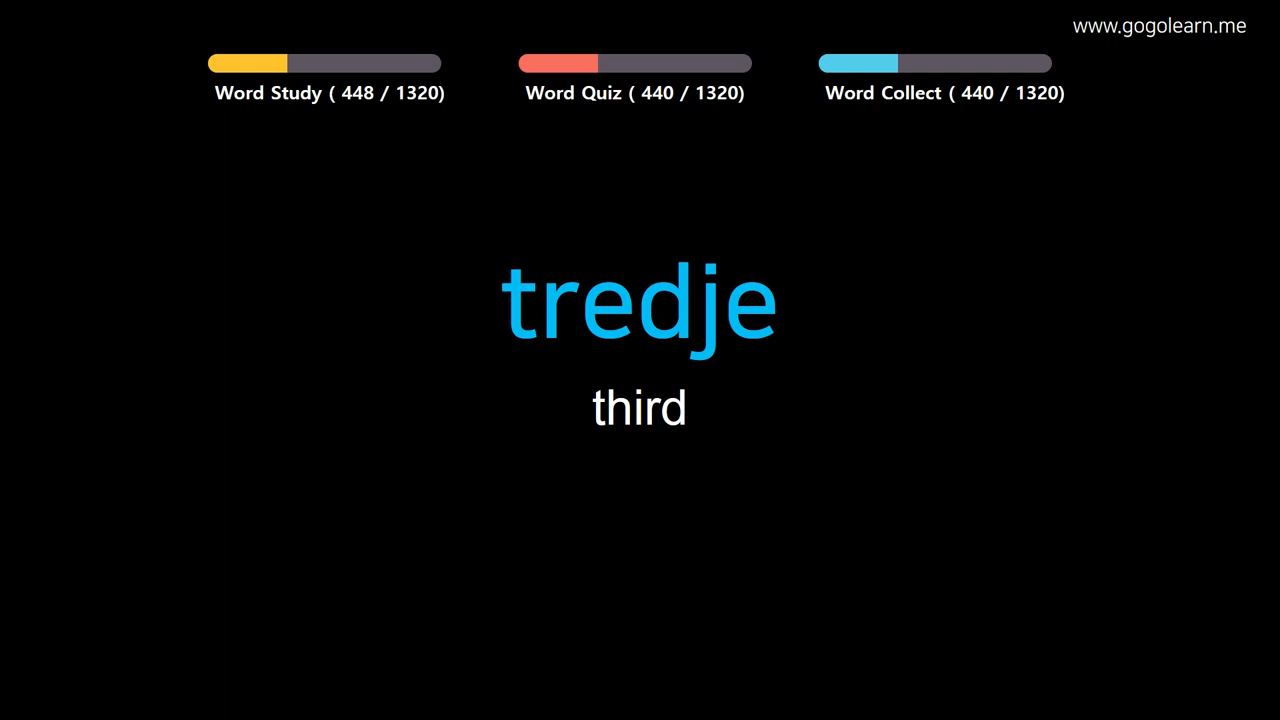 www.gogolearn.me
Word Study ( 448 / 1320)
Word Quiz ( 440 / 1320)
Word Collect ( 440 / 1320)
tredje
third